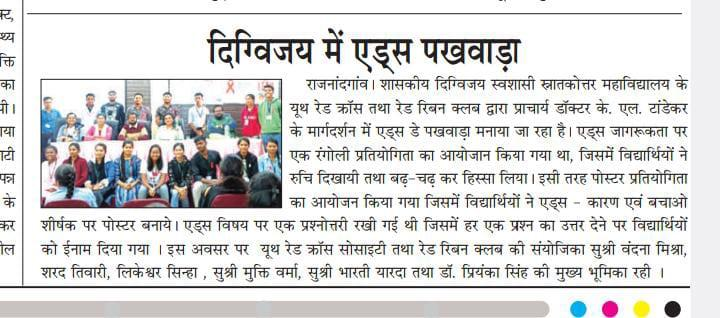 क्ट,
स्थ्य
क्ति
का
पी।
ाया
ाटी
पन्न
के
कर
ोल
दिग्विजय में एड्स पखवाड़ा
राजनांदगांव। शासकीय दिग्विजय स्वशासी स्नातकोत्तर महाविद्यालय के
यूथ रेड क्रॉस तथा रेड रिबन क्लब द्वारा प्राचार्य डॉक्टर के. एल. टांडेकर
के मार्गदर्शन में एड्स डे पखवाड़ा मनाया जा रहा है। एड्स जागरूकता पर
एक रंगोली प्रतियोगिता का आयोजान किया गया था, जिसमें विद्यार्थियों ने
रुचि दिखायी तथा बढ़-चढ़ कर हिस्सा लिया। इसी तरह पोस्टर प्रतियोगिता
का आयोजन किया गया जिसमें विद्यार्थियों ने एड्स - कारण एवं बचाओ
शीर्षक पर पोस्टर बनाये। एड्स विषय पर एक प्रश्नोत्तरी रखी गई थी जिसमें हर एक प्रश्न का उत्तर देने पर विद्यार्थियों
को ईनाम दिया गया । इस अवसर पर यूथ रेड क्रॉस सोसाइटी तथा रेड रिबन क्लब की संयोजिका सुश्री वंदना मिश्रा,
शरद तिवारी, लिकेश्वर सिन्हा , सुश्री मुक्ति वर्मा, सुश्री भारती यारदा तथा डॉ. प्रियंका सिंह की मुख्य भूमिका रही ।